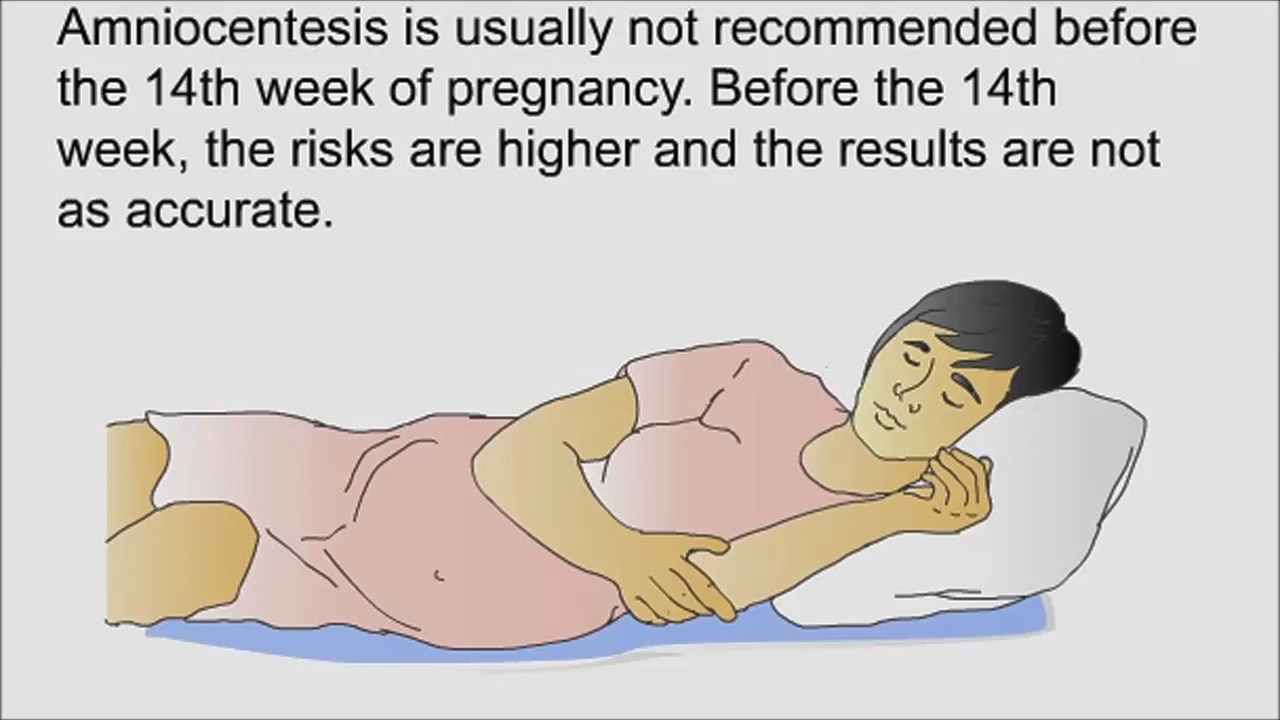 Amniocentesis is usually not recommended before
the 14th week of pregnancy. Before the 14th
week, the risks are higher and the results are not
as accurate.